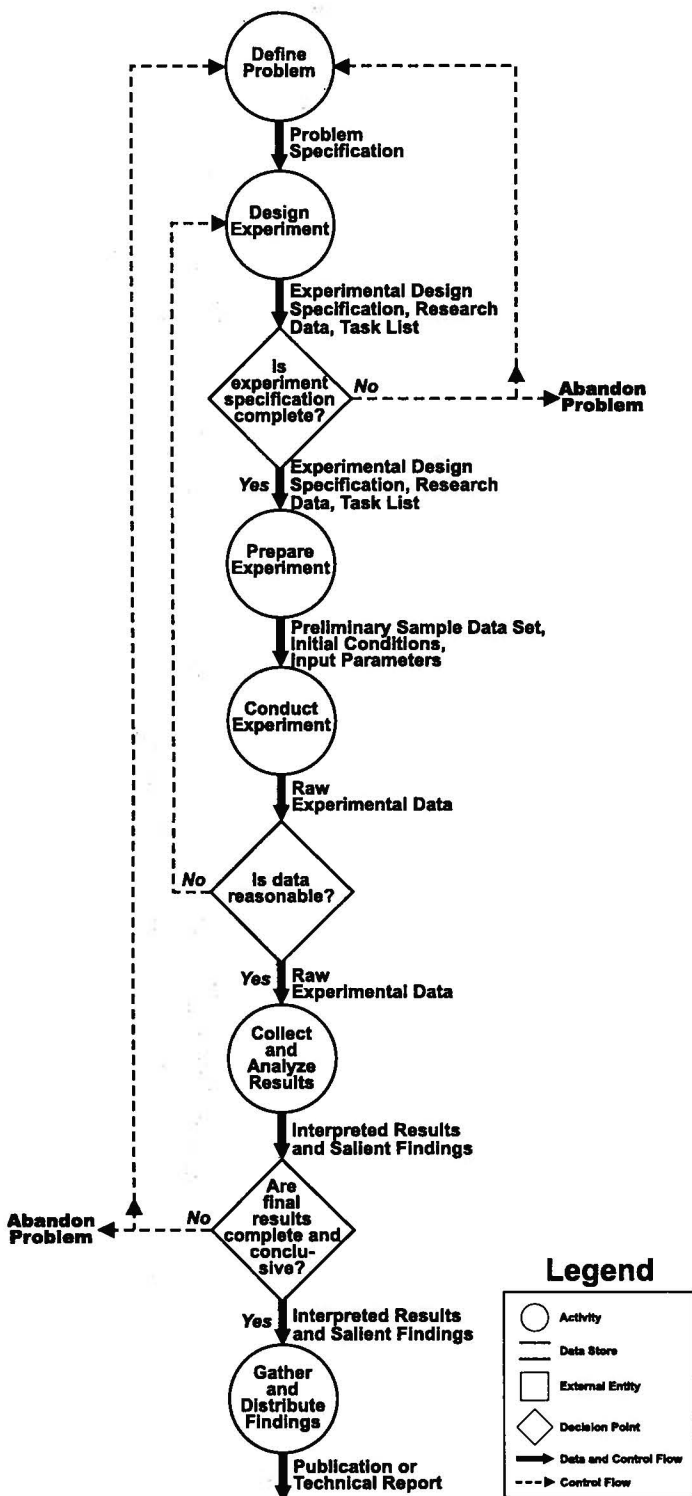 Define
Problem
Problem
Specification
Design
Experiment
Experimental Design
Specification, Research
Data, Task List
Is
experiment
specification
complete?
No
Abandon
Problem
Yes
Experimental Design
Specification, Research
Data, Task List
Prepare
Experiment
Preliminary Sample Data Set,
Initial Conditions,
Input Parameters
Conduct
Experiment
Raw
Experimental Data
No
Is data
reasonable?
Yes
Raw
Experimental Data
Collect
and
Analyze
Results
Interpreted Results
and Salient Findings
Abandon
Problem
No
Are
final
results
complete and
conclu-
sive?
Yes
Interpreted Results
and Salient Findings
Gather
and
Distribute
Findings
Publication or
Technical Report
Legend
Activity
Data Store
External Entity
Decision Point
Data and Control Flow
Control Flow